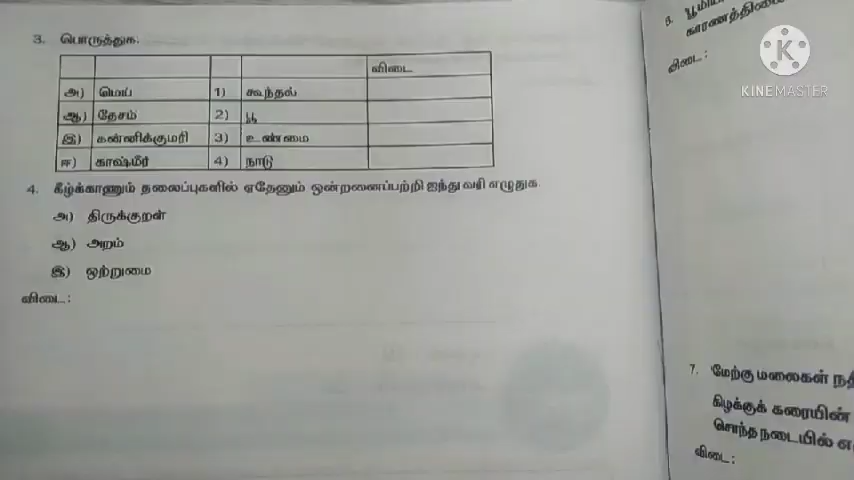 3. பொருத்துக:
விடை
அ) மெய் 1) கூந்தல்
ஆ) தேசம் 2) பூ
இ) கன்னிக்குமரி 3) உண்மை
ஈ) காஷ்மீர் 4) நாடு
4. கீழ்க்காணும் தலைப்புகளில் ஏதேனும் ஒன்றனைப்பற்றி ஐந்து வரி எழுதுக
அ) திருக்குறள்
ஆ) அறம்
இ) ஒற்றுமை
விடை:
விடை:
KINEMASTER
7. மேற்கு மலைகள்
கிழக்குக் கரையின்
சொந்த நடையில்
விடை: